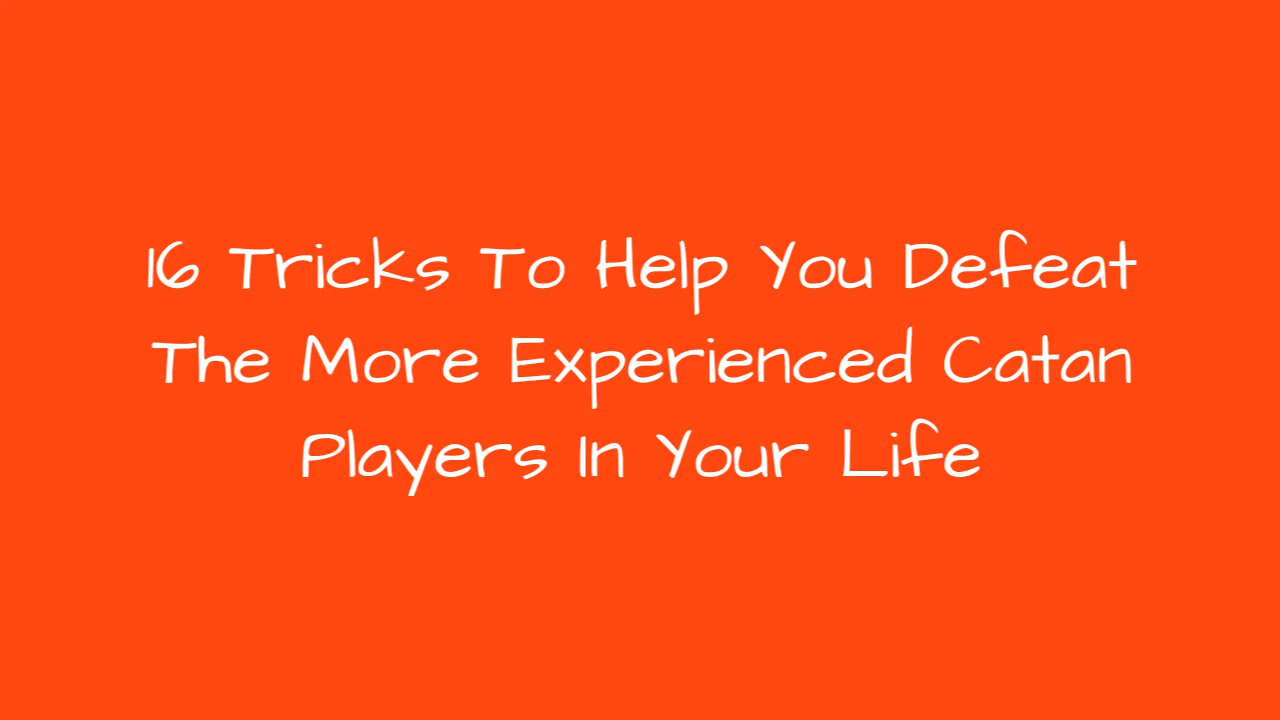 16 Tricks To Help You Defeat
The More Experienced Catan
Players In Your Life